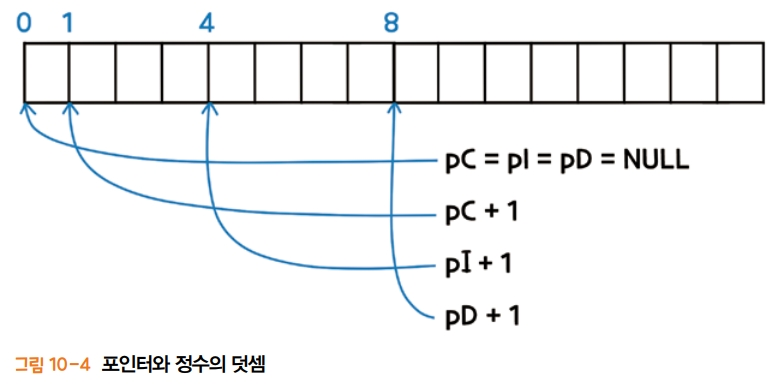 0 1 4 8
pC = pI = pD = NULL
pC + 1
pI + 1
pD + 1
그림 10-4 포인터와 정수의 덧셈